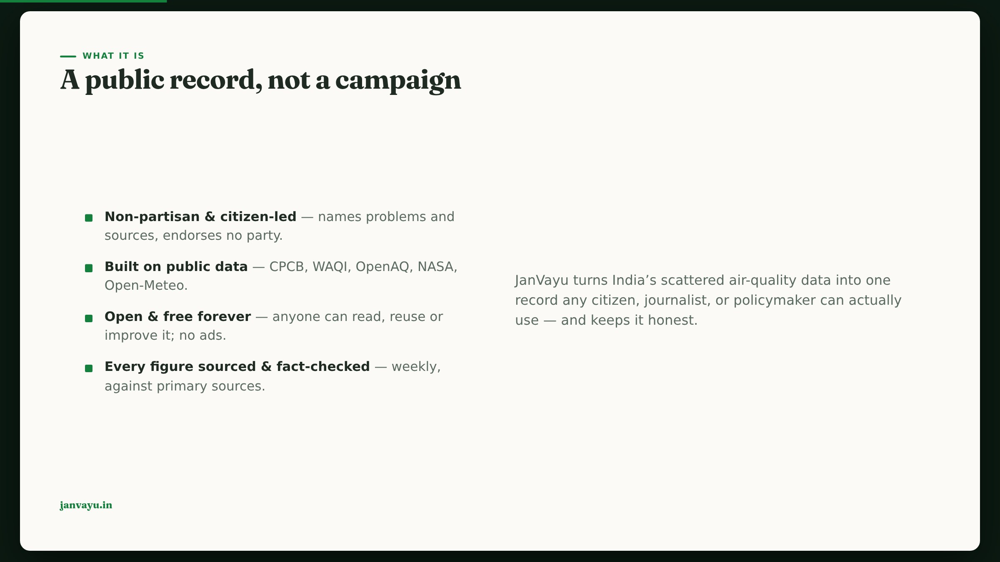 WHAT IT IS
A public record, not a campaign
Non-partisan & citizen-led — names problems and
sources, endorses no party.
Built on public data — CPCB, WAQI, OpenAQ, NASA,
Open-Meteo.
Open & free forever — anyone can read, reuse or
improve it; no ads.
Every figure sourced & fact-checked — weekly,
against primary sources.
JanVayu turns India’s scattered air-quality data into one
record any citizen, journalist, or policymaker can actually
use — and keeps it honest.
janvayu.in